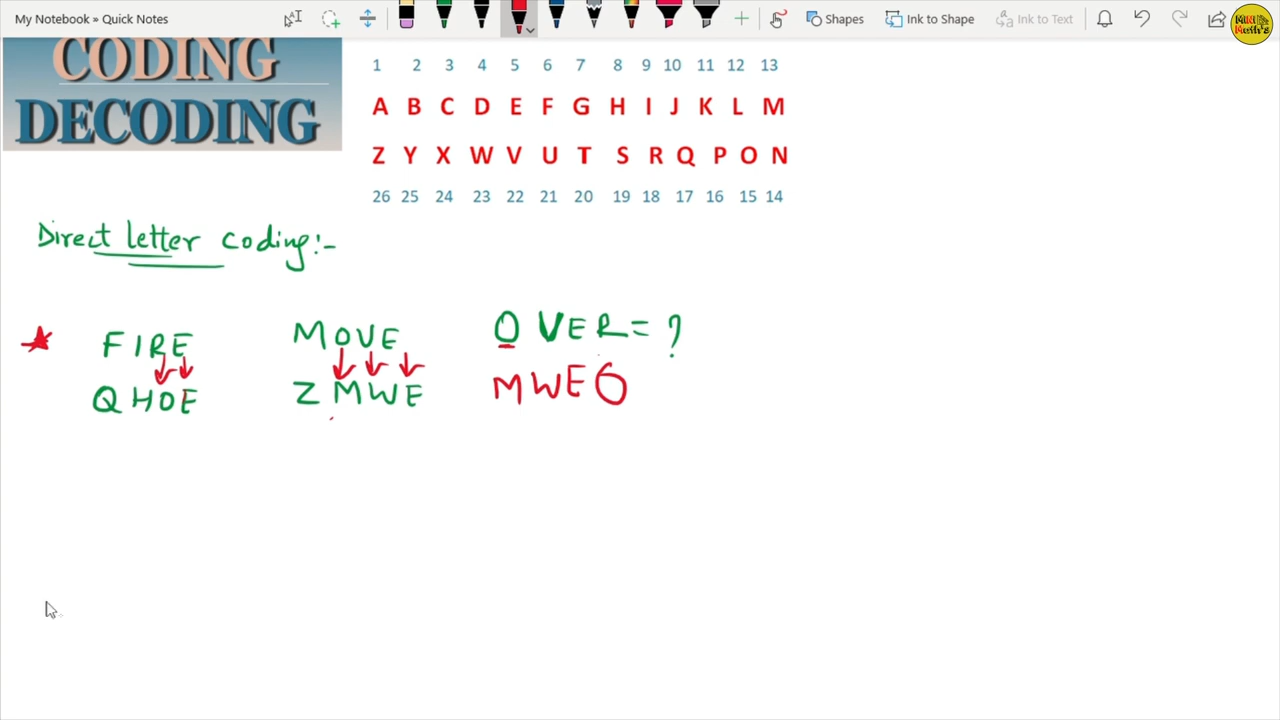 My Notebook » Quick Notes
Shapes
Ink to Shape
Ink to Text
CODING
DECODING
1 2 3 4 5 6 7 8 9 10 11 12 13
A B C D E F G H I J K L M
Z Y X W V U T S R Q P O N
26 25 24 23 22 21 20 19 18 17 16 15 14
Direct letter coding:-
FIRE MOVE OVER = ?
QHOE ZMWE MWEO